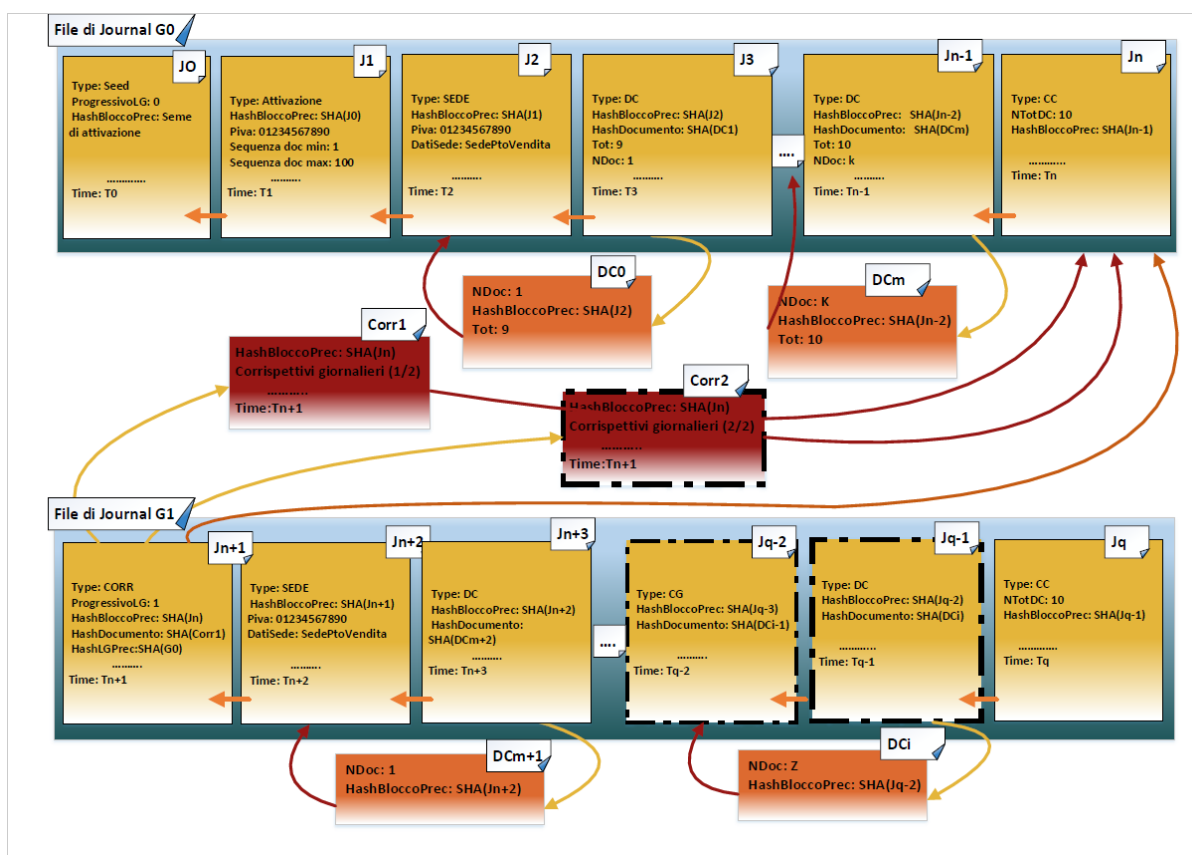 File di Journal G0
JO
Type: Seed
ProgressivoLG: 0
HashBloccoPrec: Seme
di attivazione
.............
Time: T0
J1
Type: Attivazione
HashBloccoPrec: SHA(J0)
Piva: 01234567890
Sequenza doc min: 1
Sequenza doc max: 100
..........
Time: T1
J2
Type: SEDE
HashBloccoPrec: SHA(J1)
Piva: 01234567890
DatiSede: SedePtoVendita
..........
Time: T2
J3
Type: DC
HashBloccoPrec: SHA(J2)
HashDocumento: SHA(DC1)
Tot: 9
NDoc: 1
..........
Time: T3
....
Jn-1
Type: DC
HashBloccoPrec: SHA(Jn-2)
HashDocumento: SHA(DCm)
Tot: 10
NDoc: k
..........
Time: Tn-1
Jn
Type: CC
NTotDC: 10
HashBloccoPrec: SHA(Jn-1)
.............
Time: Tn
DC0
NDoc: 1
HashBloccoPrec: SHA(J2)
Tot: 9
DCm
NDoc: K
HashBloccoPrec: SHA(Jn-2)
Tot: 10
Corr1
HashBloccoPrec: SHA(Jn)
Corrispettivi giornalieri (1/2)
...........
Time:Tn+1
Corr2
HashBloccoPrec: SHA(Jn)
Corrispettivi giornalieri (2/2)
...........
Time:Tn+1
File di Journal G1
Jn+1
Type: CORR
ProgressivoLG: 1
HashBloccoPrec: SHA(Jn)
HashDocumento: SHA(Corr1)
HashLGPrec:SHA(G0)
..........
Time: Tn+1
Jn+2
Type: SEDE
HashBloccoPrec: SHA(Jn+1)
Piva: 01234567890
DatiSede: SedePtoVendita
..........
Time: Tn+2
Jn+3
Type: DC
HashBloccoPrec: SHA(Jn+2)
HashDocumento:
SHA(DCm+2)
..........
Time: Tn+3
....
Jq-2
Type: CG
HashBloccoPrec: SHA(Jq-3)
HashDocumento: SHA(DCi-1)
..........
Time: Tq-2
Jq-1
Type: DC
HashBloccoPrec: SHA(Jq-2)
HashDocumento: SHA(DCi)
............
Time: Tq-1
Jq
Type: CC
NTotDC: 10
HashBloccoPrec: SHA(Jq-1)
.............
Time: Tq
DCm+1
NDoc: 1
HashBloccoPrec: SHA(Jn+2)
DCi
NDoc: Z
HashBloccoPrec: SHA(Jq-2)